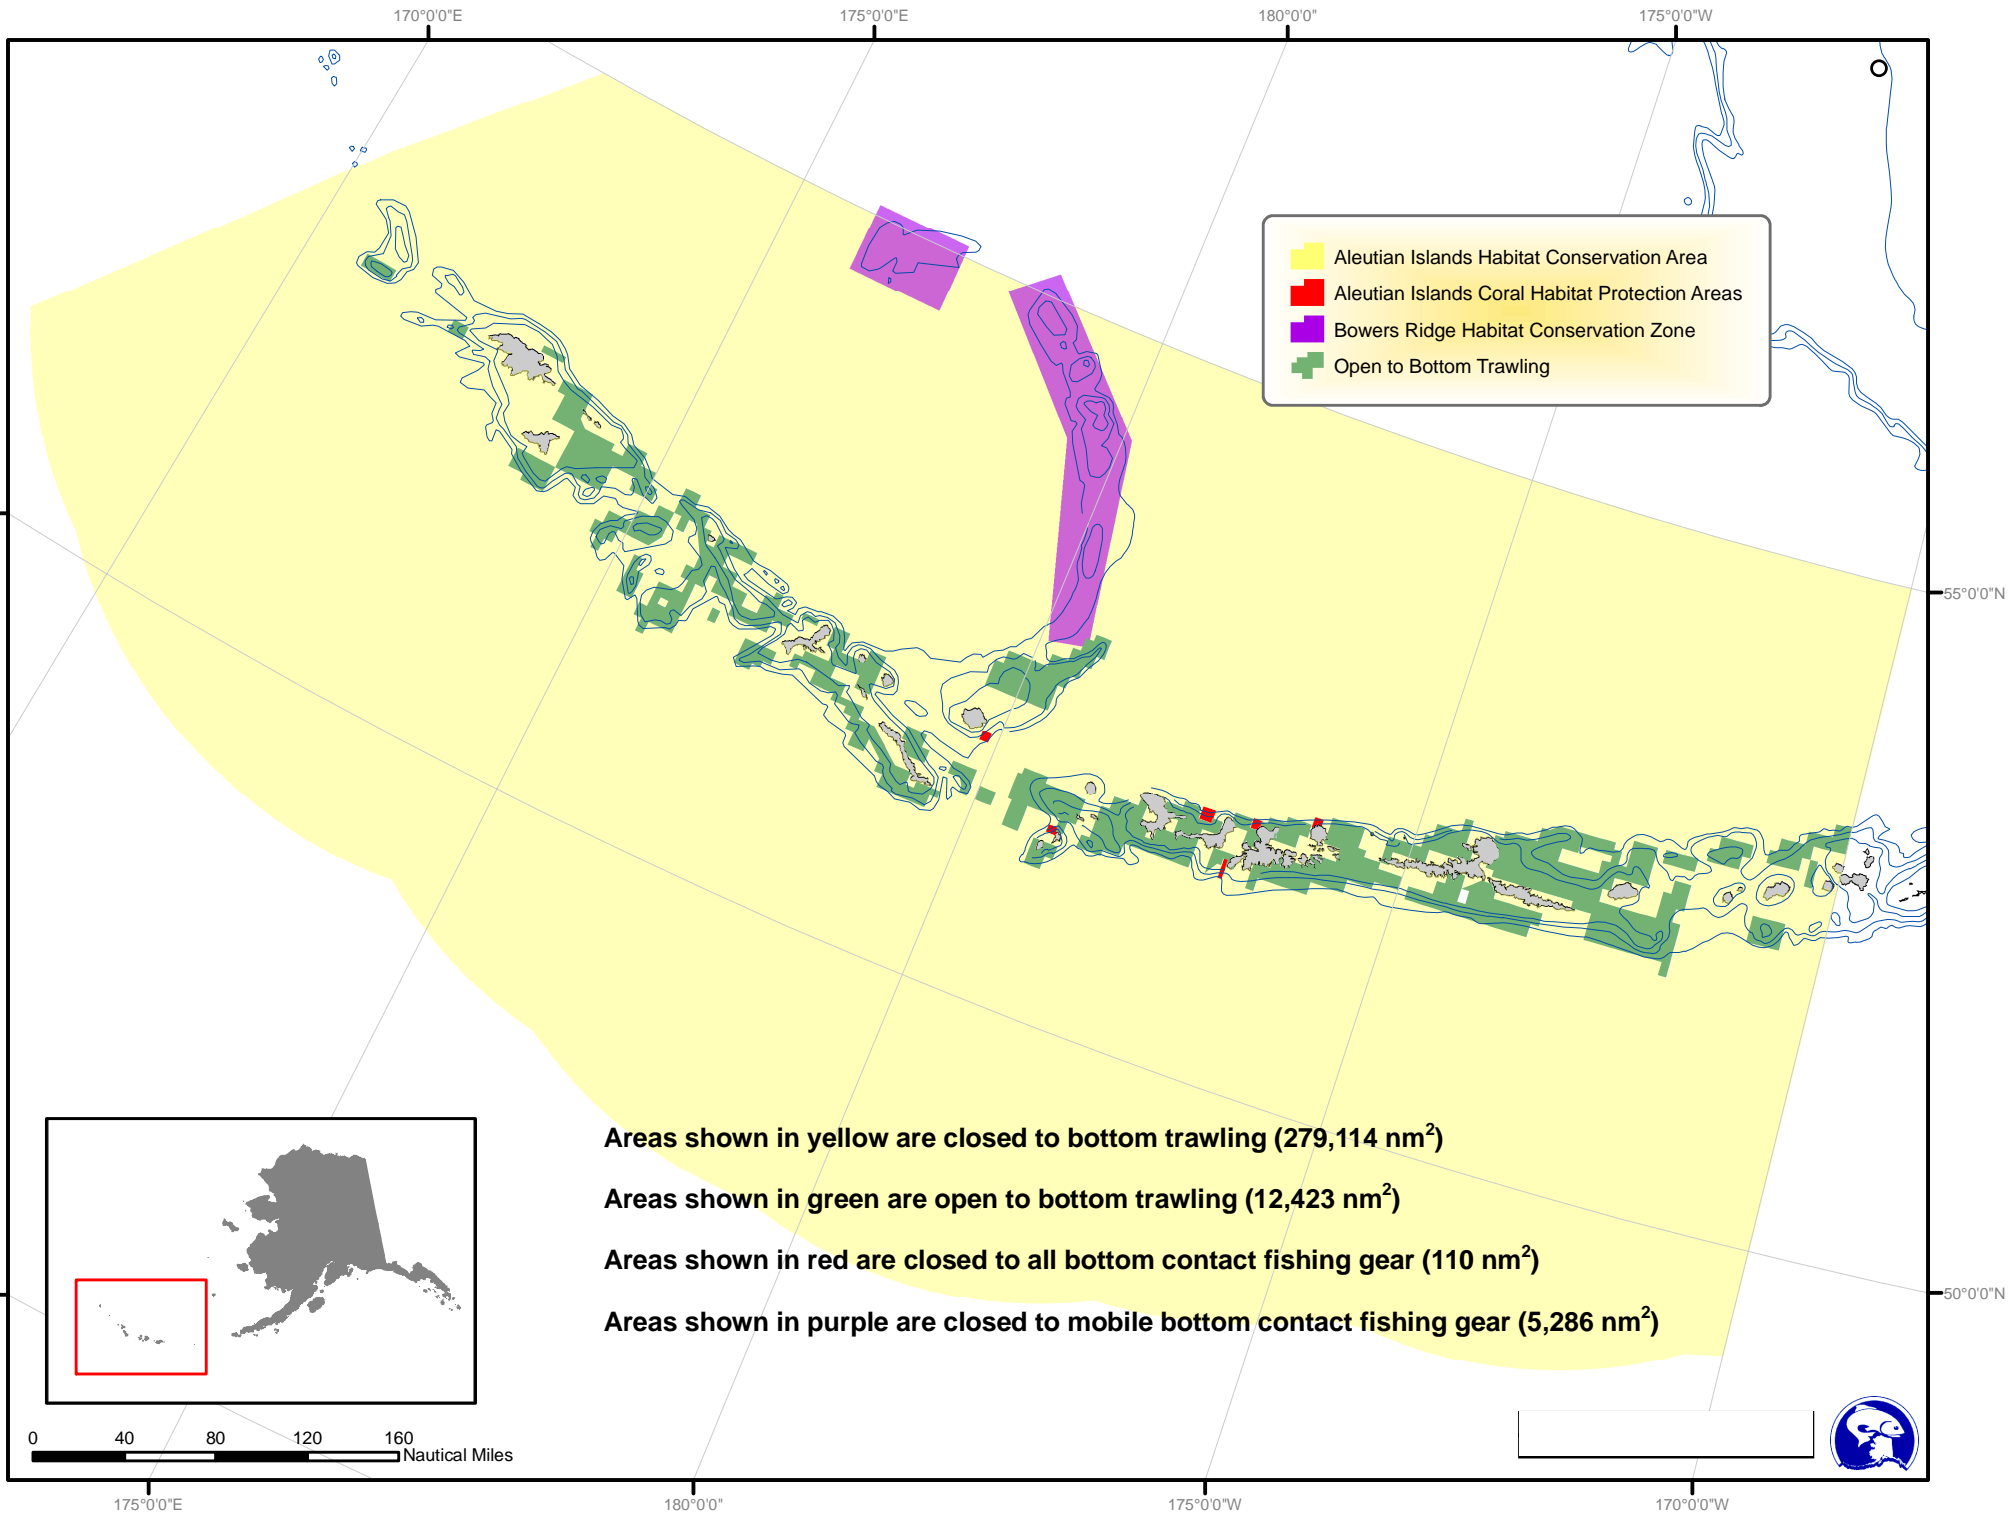 170°0'0"E
175°0'0"E
180°0'0"
175°0'0"W
Aleutian Islands Habitat Conservation Area
Aleutian Islands Coral Habitat Protection Areas
Bowers Ridge Habitat Conservation Zone
Open to Bottom Trawling
55°0'0"N
Areas shown in yellow are closed to bottom trawling (279,114 nm²)
Areas shown in green are open to bottom trawling (12,423 nm²)
Areas shown in red are closed to all bottom contact fishing gear (110 nm²)
50°0'0"N
Areas shown in purple are closed to mobile bottom contact fishing gear (5,286 nm²)
0 40 80 120 160
Nautical Miles
175°0'0"E
180°0'0"
175°0'0"W
170°0'0"W